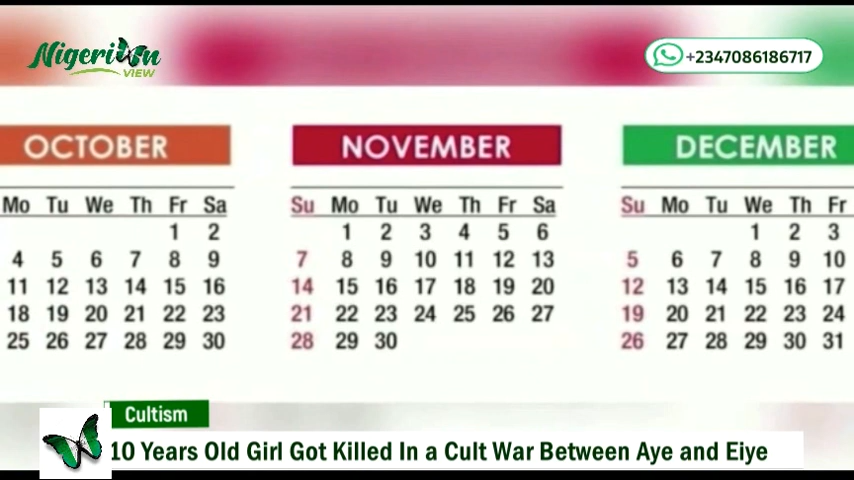 Nigerian
VIEW
+2347086186717
OCTOBER
Mo Tu We Th Fr Sa
1 2
4 5 6 7 8 9
11 12 13 14 15 16
18 19 20 21 22 23
25 26 27 28 29 30
NOVEMBER
Su Mo Tu We Th Fr Sa
1 2 3 4 5 6
7 8 9 10 11 12 13
14 15 16 17 18 19 20
21 22 23 24 25 26 27
28 29 30
DECEMBER
Su Mo Tu We Th Fr
1 2 3
5 6 7 8 9 10
12 13 14 15 16 17
19 20 21 22 23 24
26 27 28 29 30 31
Cultism
10 Years Old Girl Got Killed In a Cult War Between Aye and Eiye